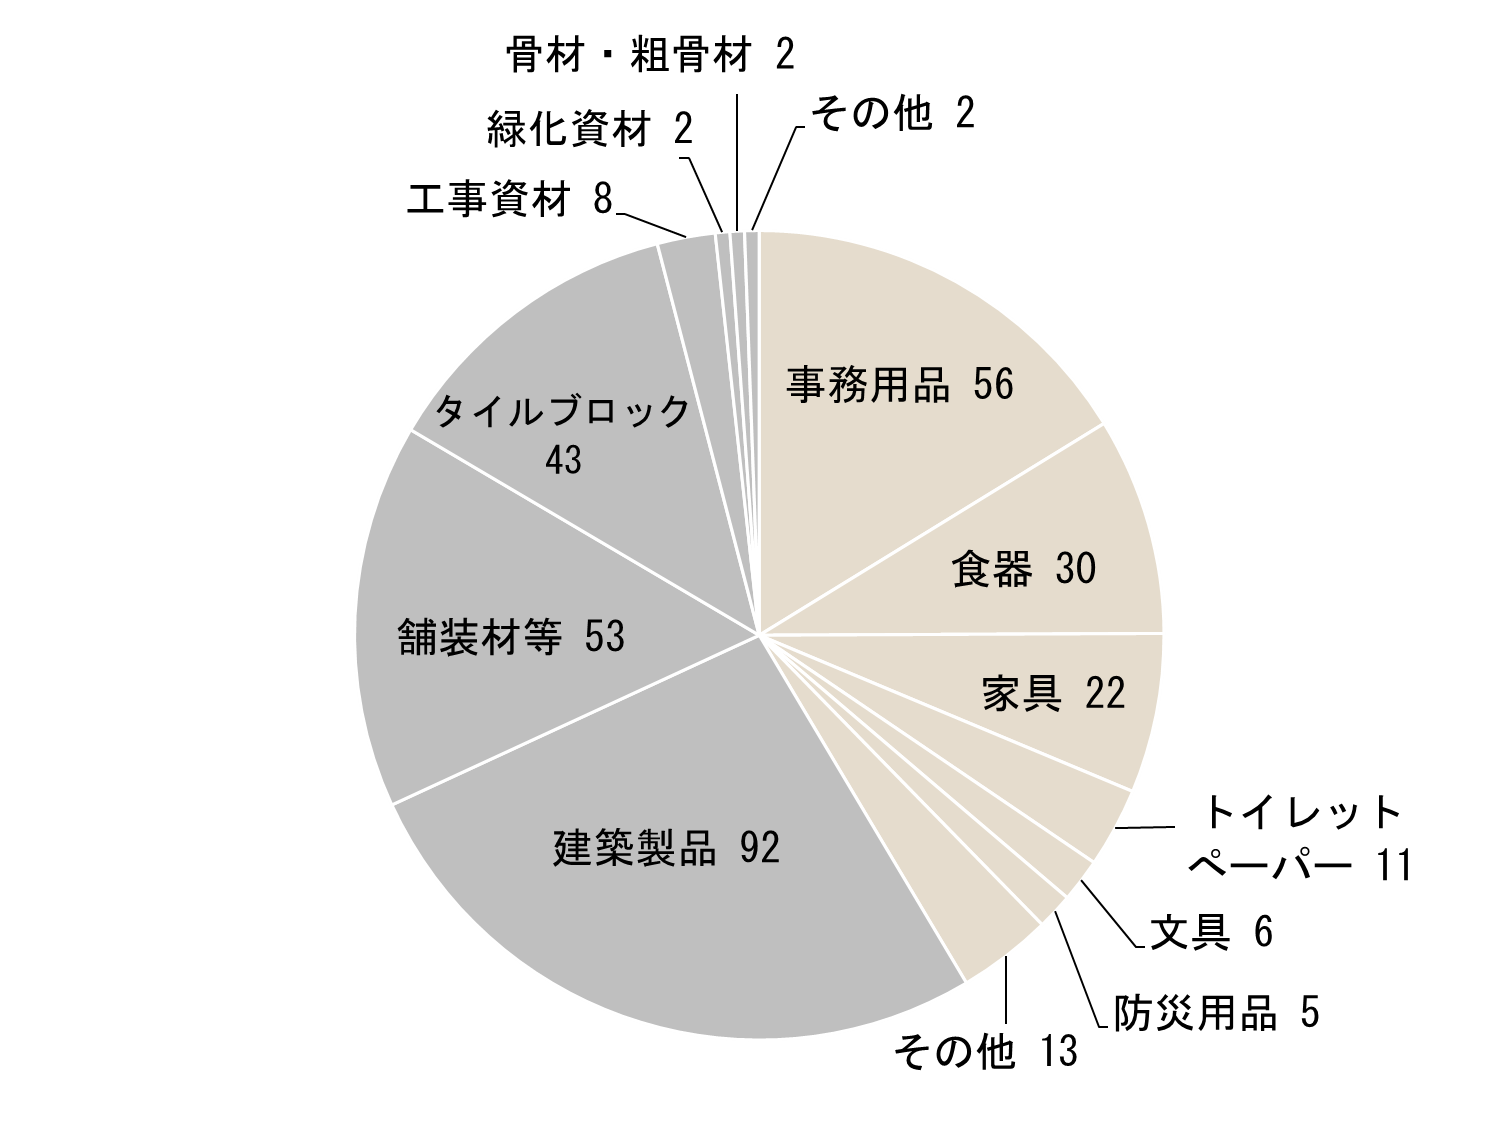 骨材・粗骨材 2
その他 2
緑化資材 2
工事資材 8
事務用品 56
タイルブロック
43
食器 30
舗装材等 53
家具 22
トイレット
ペーパー 11
建築製品 92
文具 6
防災用品 5
その他 13